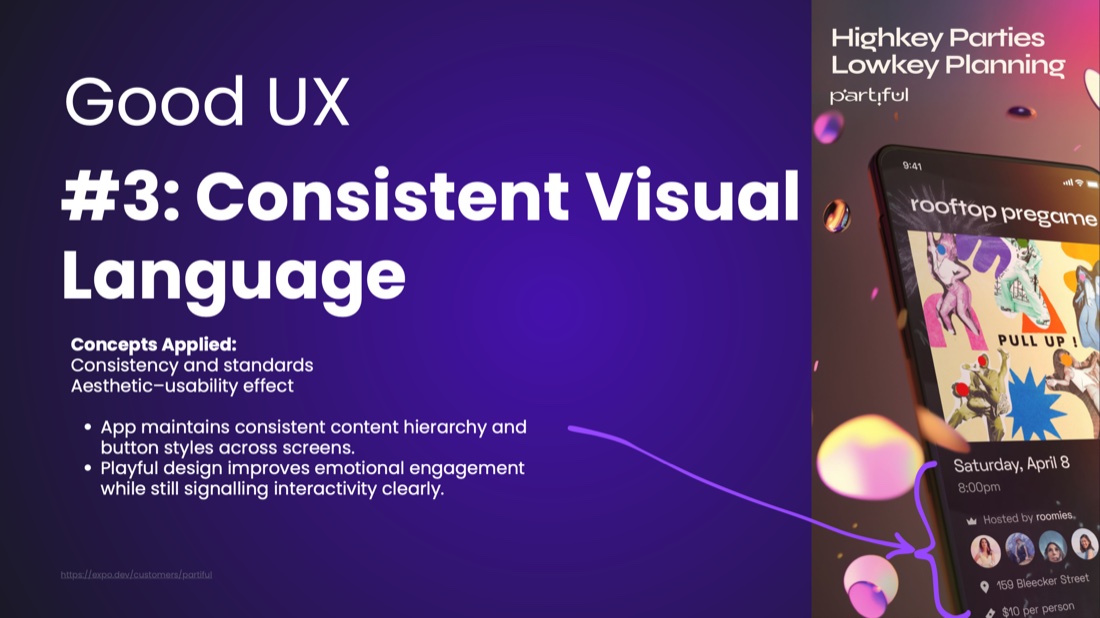 Good UX
#3: Consistent Visual
Language
Concepts Applied:
Consistency and standards
Aesthetic–usability effect
• App maintains consistent content hierarchy and
button styles across screens.
• Playful design improves emotional engagement
while still signalling interactivity clearly.
https://expo.dev/customers/partiful
Highkey Parties
Lowkey Planning
partiful
9:41
rooftop pregame
PULL UP !
Saturday, April 8
8:00pm
Hosted by roomies
159 Bleecker Street
$10 per person